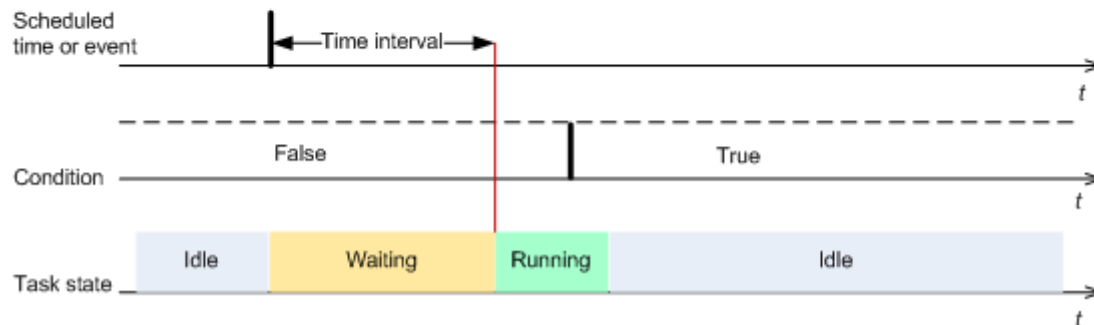 Scheduled
time or event
Time interval
t
False
True
Condition
t
Idle
Waiting
Running
Idle
Task state
t